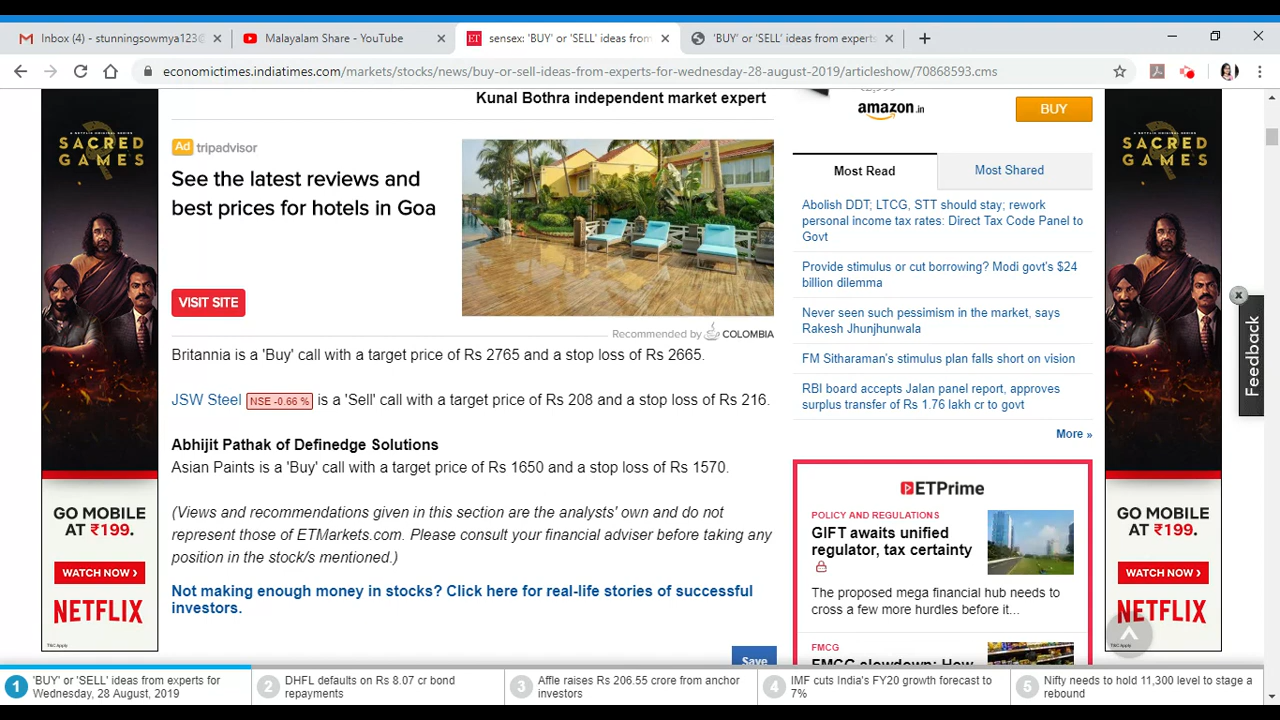 Inbox (4) - stunningsowmya123@
Malayalam Share - YouTube
ET
sensex: 'BUY' or 'SELL' ideas from
'BUY' or 'SELL' ideas from experts
economictimes.indiatimes.com/markets/stocks/news/buy-or-sell-ideas-from-experts-for-wednesday-28-august-2019/articleshow/70868593.cms
A NETFLIX ORIGINAL SERIES
SACRED
GAMES
GO MOBILE
AT ₹199.
WATCH NOW ›
NETFLIX
T&C Apply
Kunal Bothra independent market expert
Ad tripadvisor
See the latest reviews and
best prices for hotels in Goa
VISIT SITE
Recommended by COLOMBIA
Britannia is a 'Buy' call with a target price of Rs 2765 and a stop loss of Rs 2665.
JSW Steel NSE -0.66 % is a 'Sell' call with a target price of Rs 208 and a stop loss of Rs 216.
Abhijit Pathak of Definedge Solutions
Asian Paints is a 'Buy' call with a target price of Rs 1650 and a stop loss of Rs 1570.
(Views and recommendations given in this section are the analysts' own and do not
represent those of ETMarkets.com. Please consult your financial adviser before taking any
position in the stock/s mentioned.)
Not making enough money in stocks? Click here for real-life stories of successful
investors.
Save
amazon.in
BUY
Most Read
Most Shared
Abolish DDT; LTCG, STT should stay; rework
personal income tax rates: Direct Tax Code Panel to
Govt
Provide stimulus or cut borrowing? Modi govt's $24
billion dilemma
Never seen such pessimism in the market, says
Rakesh Jhunjhunwala
FM Sitharaman's stimulus plan falls short on vision
RBI board accepts Jalan panel report, approves
surplus transfer of Rs 1.76 lakh cr to govt
More »
ETPrime
POLICY AND REGULATIONS
GIFT awaits unified
regulator, tax certainty
The proposed mega financial hub needs to
cross a few more hurdles before it...
FMCG
FMCG slowdown: How
A NETFLIX ORIGINAL SERIES
SACRED
GAMES
GO MOBILE
AT ₹199.
WATCH NOW ›
NETFLIX
T&C Apply
Feedback
1 'BUY' or 'SELL' ideas from experts for
Wednesday, 28 August, 2019
2 DHFL defaults on Rs 8.07 cr bond
repayments
3 Affle raises Rs 206.55 crore from anchor
investors
4 IMF cuts India's FY20 growth forecast to
7%
5 Nifty needs to hold 11,300 level to stage a
rebound